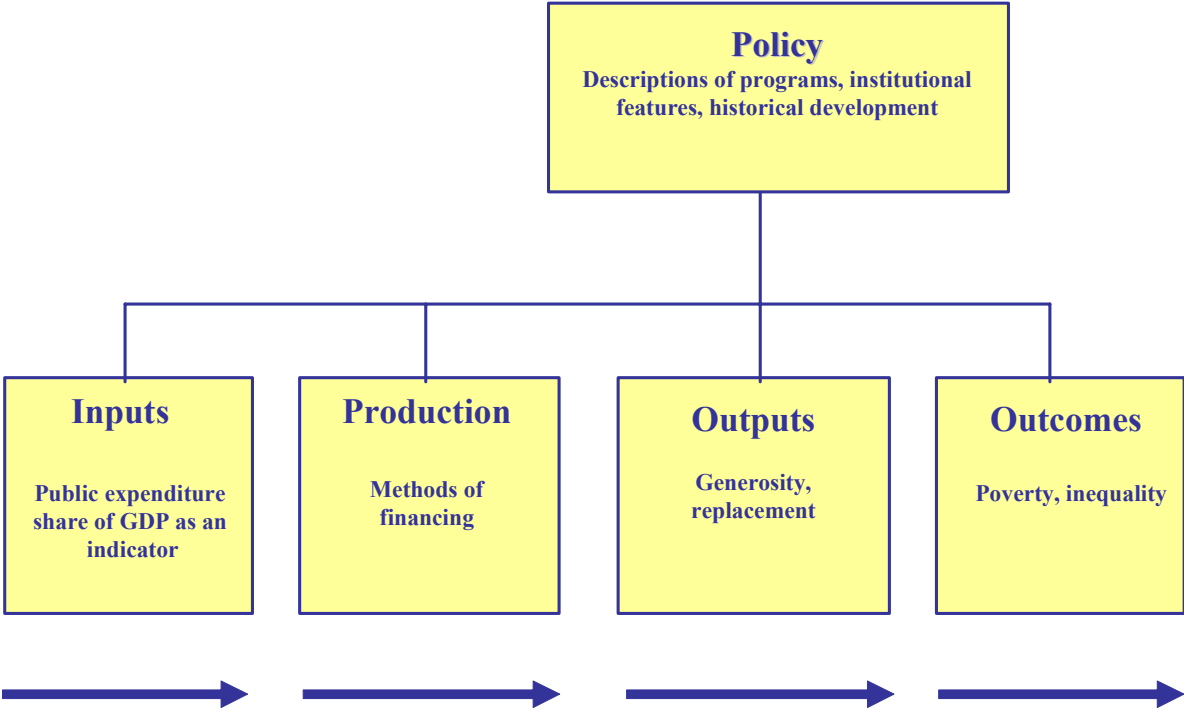 Policy
Descriptions of programs, institutional
features, historical development
Inputs
Public expenditure
share of GDP as an
indicator
Production
Methods of
financing
Outputs
Generosity,
replacement
Outcomes
Poverty, inequality